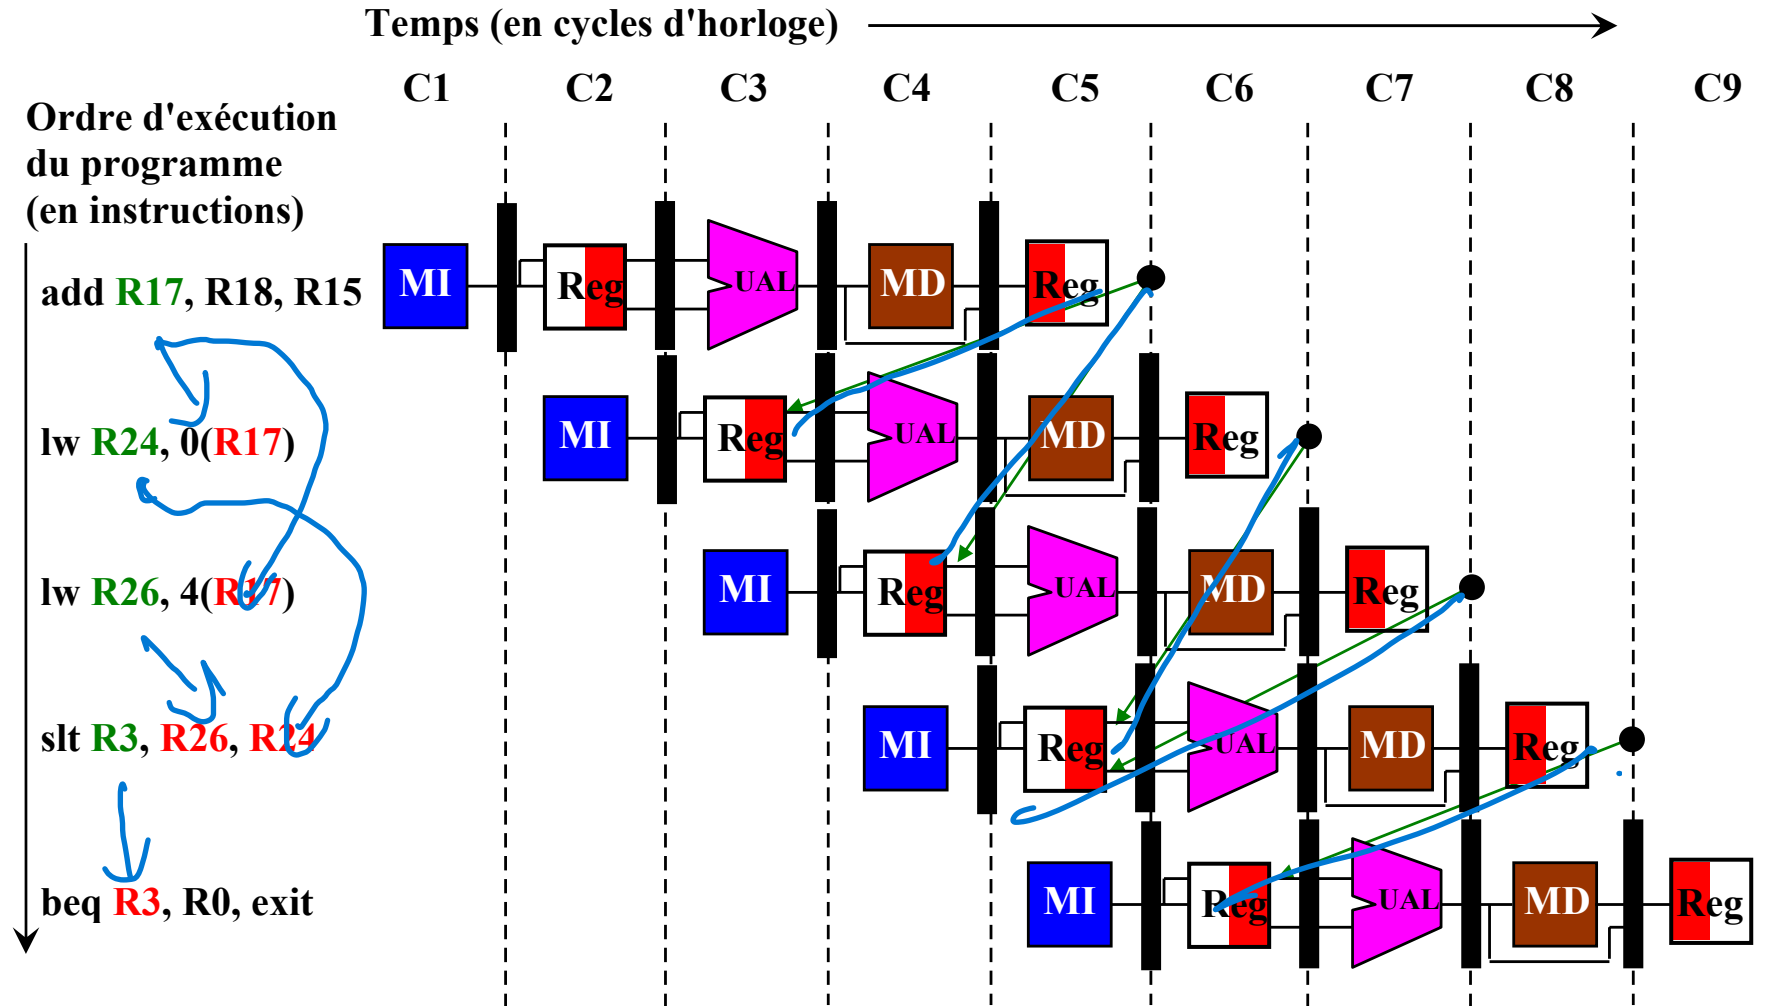 Temps (en cycles d'horloge)
C1 C2 C3 C4 C5 C6 C7 C8 C9
Ordre d'exécution
du programme
(en instructions)
add R17, R18, R15 MI Reg UAL MD Reg
lw R24, 0(R17) MI Reg UAL MD Reg
lw R26, 4(R17) MI Reg UAL MD Reg
slt R3, R26, R24 MI Reg UAL MD Reg
beq R3, R0, exit MI Reg UAL MD Reg